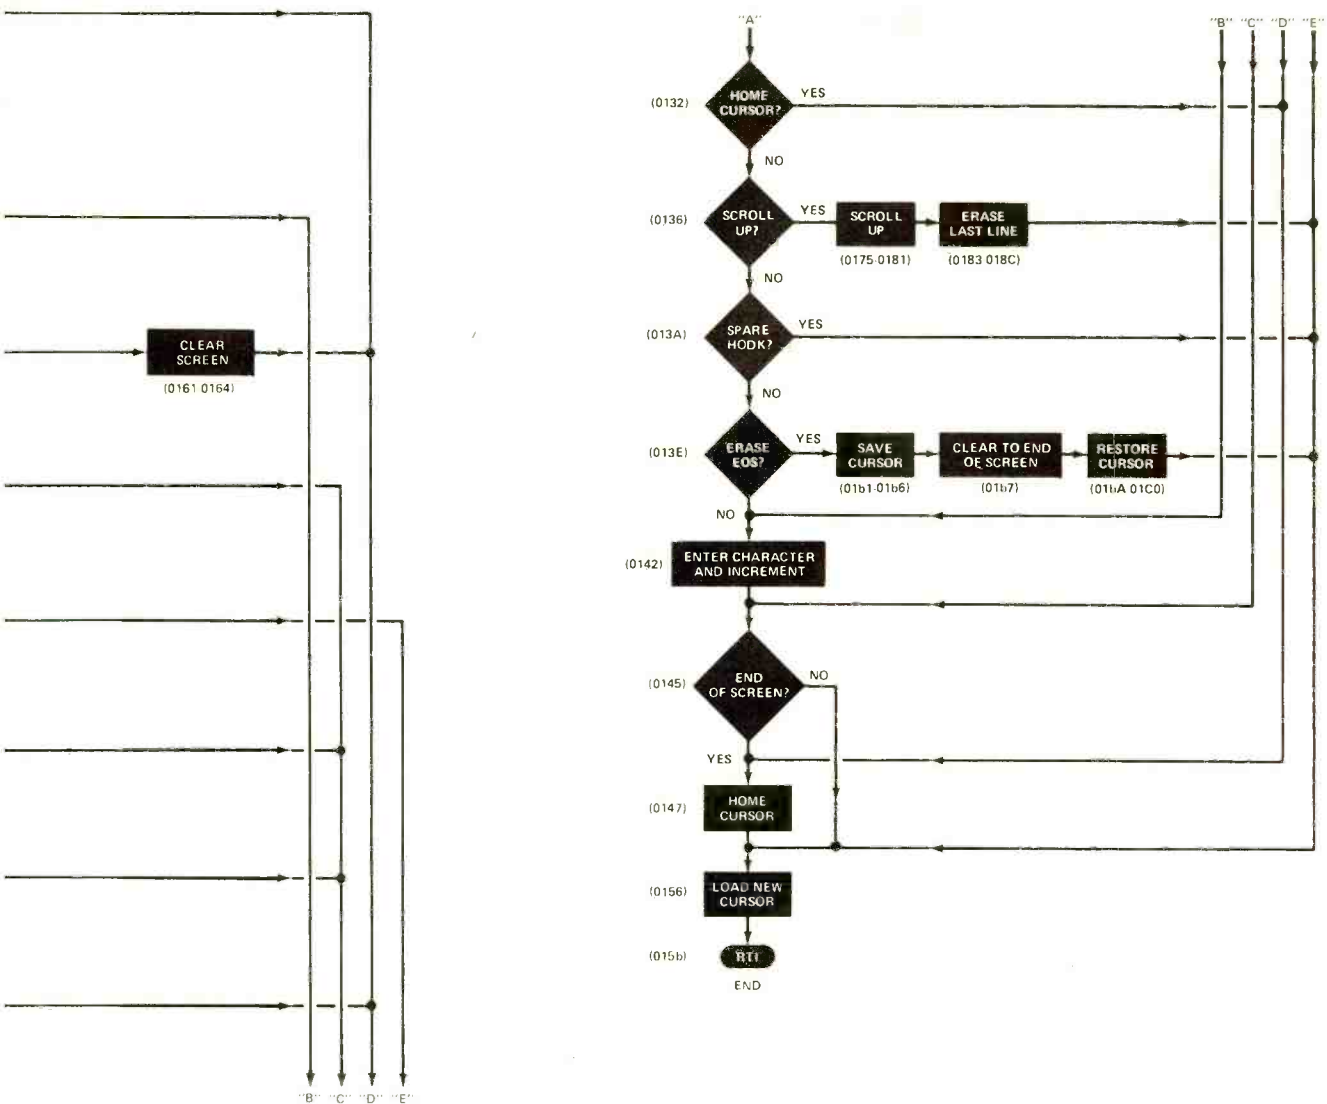 CLEAR
SCREEN
(0161 0164)
"B" "C" "D" "E"
"A"
"B" "C" "D" "E"
(0132)
HOME
CURSOR?
YES
NO
(0136)
SCROLL
UP?
YES
SCROLL
UP
ERASE
LAST LINE
(0175-0181)
(0183 018C)
NO
(013A)
SPARE
HOOK?
YES
NO
(013E)
ERASE
EOS?
YES
SAVE
CURSOR
CLEAR TO END
OF SCREEN
RESTORE
CURSOR
(01b1-01b6)
(01b7)
(01bA 01C0)
NO
(0142)
ENTER CHARACTER
AND INCREMENT
(0145)
END
OF SCREEN?
NO
YES
(0147)
HOME
CURSOR
(0156)
LOAD NEW
CURSOR
(015b)
RTI
END